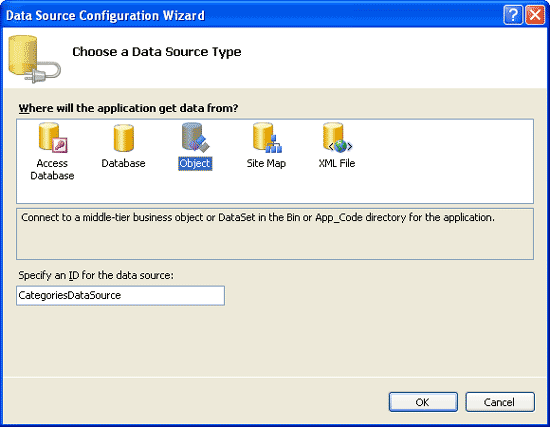 Data Source Configuration Wizard
Choose a Data Source Type
Where will the application get data from?
Access
Database
Database
Object
Site Map
XML File
Connect to a middle-tier business object or DataSet in the Bin or App_Code directory for the application.
Specify an ID for the data source:
CategoriesDataSource
OK
Cancel